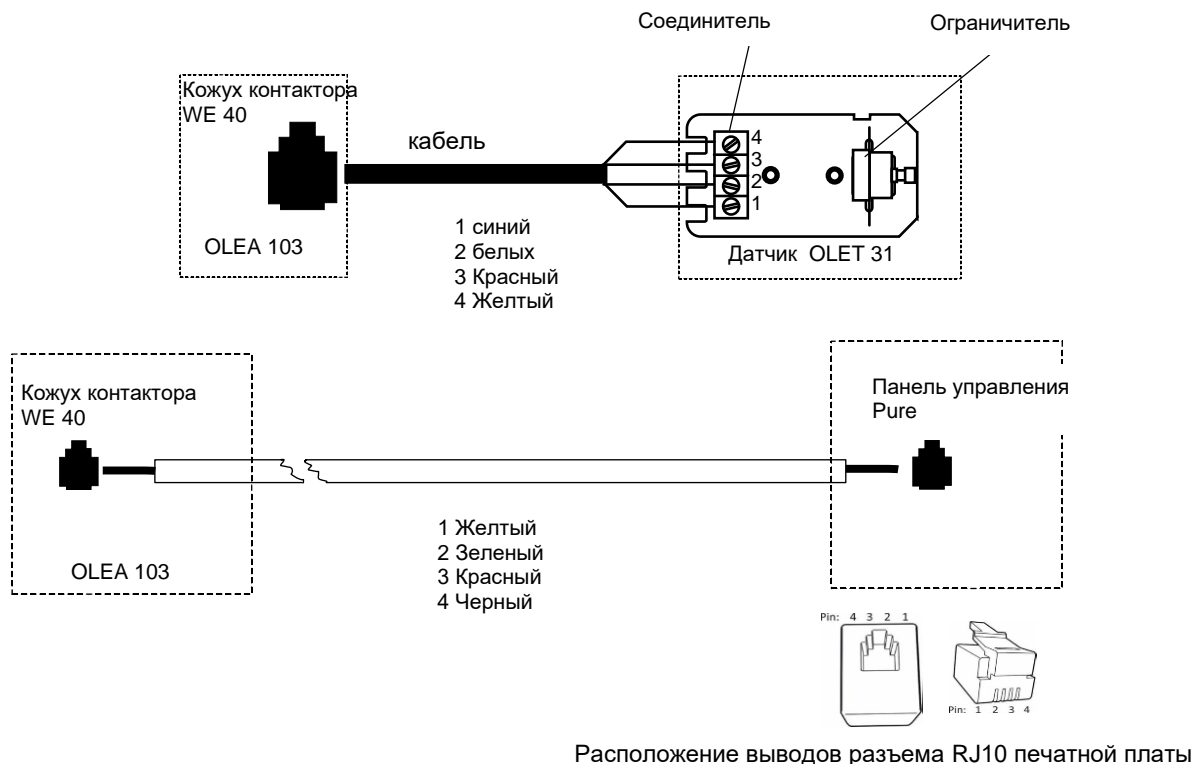 Соединитель
Ограничитель
Кожух контактора
WE 40
кабель
4
3
2
1
OLEA 103
1 синий
2 белых
3 Красный
4 Желтый
Датчик OLET 31
Кожух контактора
WE 40
Панель управления
Pure
1 Желтый
2 Зеленый
3 Красный
4 Черный
OLEA 103
Pin: 4 3 2 1
Pin: 1 2 3 4
Расположение выводов разъема RJ10 печатной платы